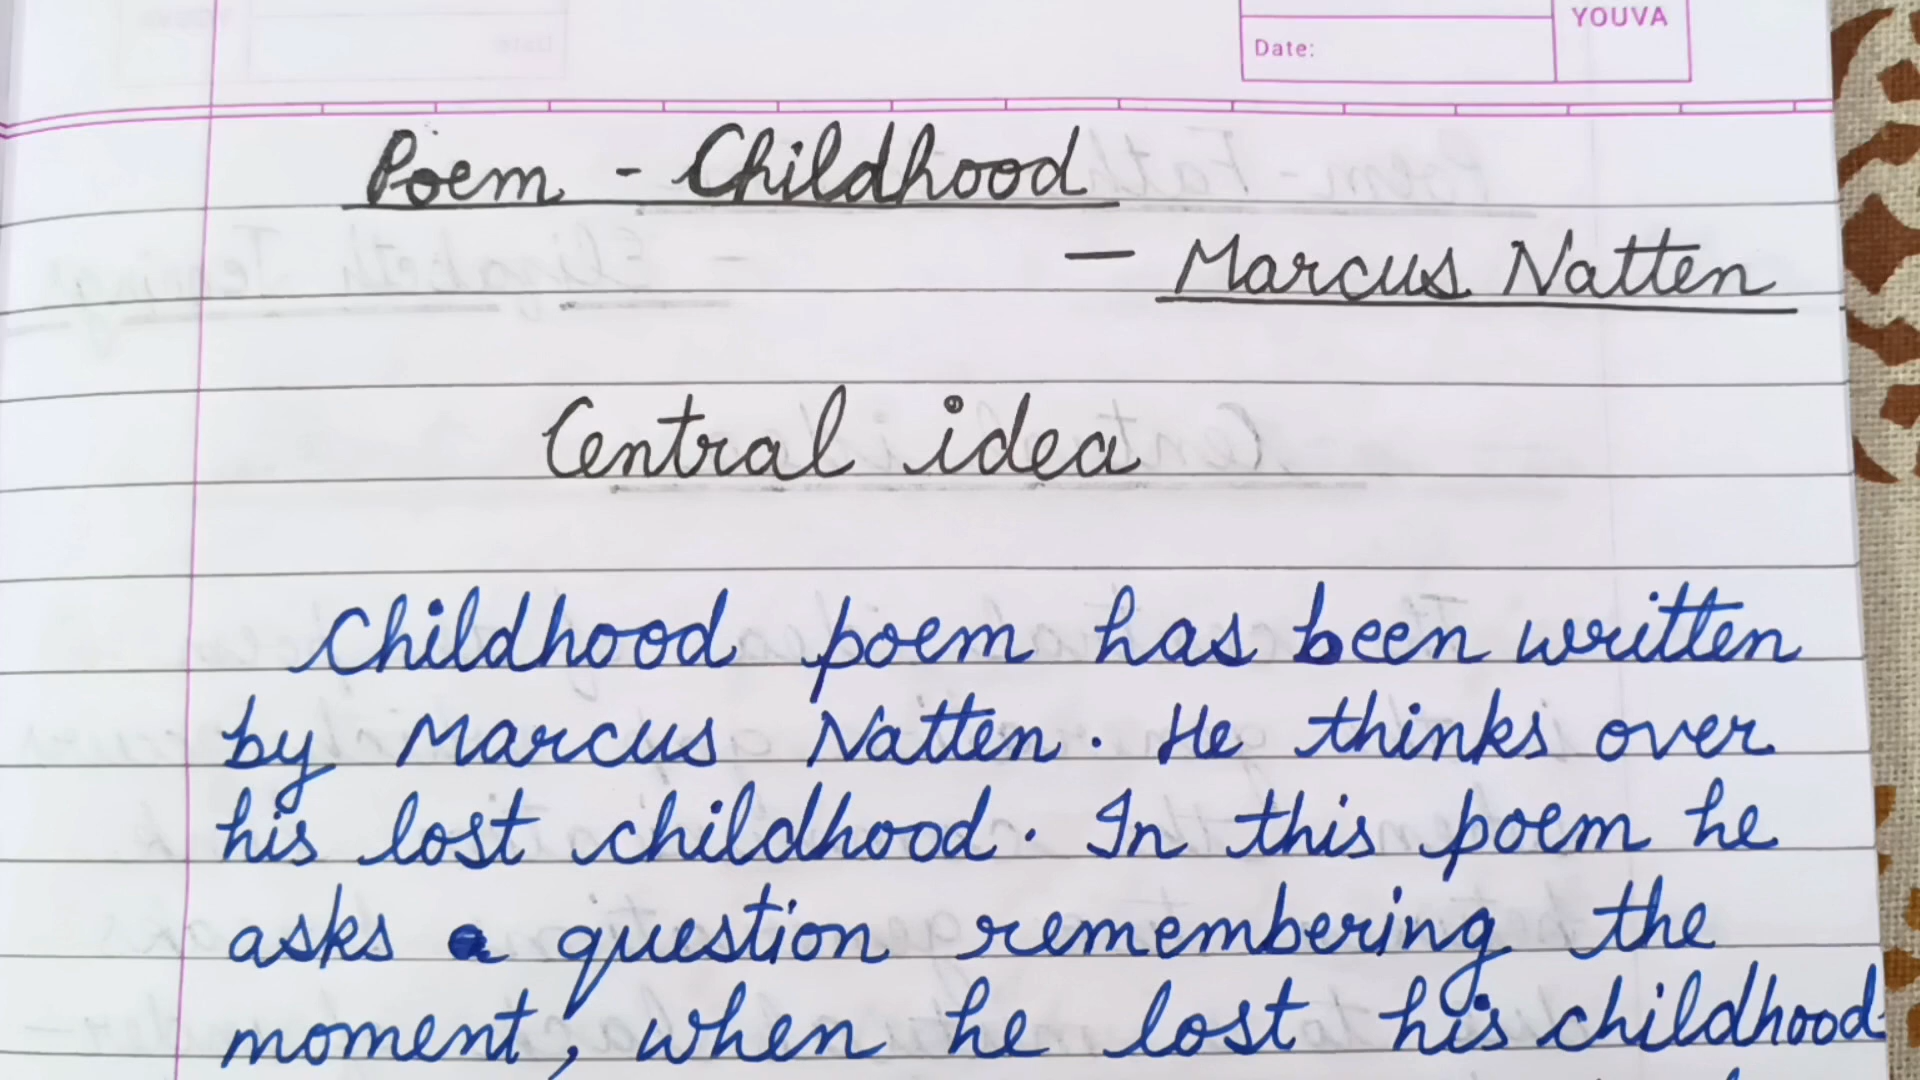 YOUVA
Date:
Poem - Childhood
- Marcus Natten
Central idea
Childhood poem has been written
by Marcus Natten. He thinks over
his lost childhood. In this poem he
asks a question remembering the
moment, when he lost his childhood